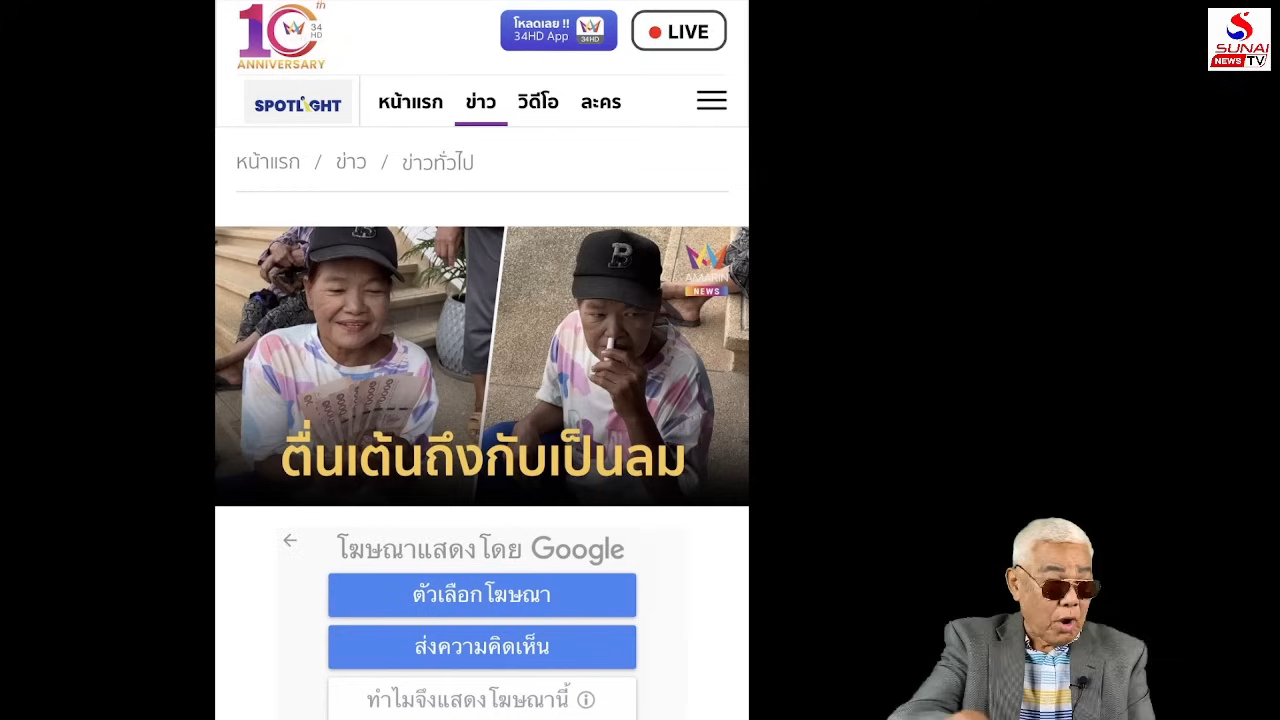 10th
34
HD
ANNIVERSARY
โหลดเลย !!
34HD App
34HD
LIVE
SUNAI
NEWS TV
SPOTLIGHT
หน้าแรก
ข่าว
วิดีโอ
ละคร
หน้าแรก / ข่าว / ข่าวทั่วไป
B
B
AMARIN
NEWS
ตื่นเต้นถึงกับเป็นลม
โฆษณาแสดงโดย Google
ตัวเลือกโฆษณา
ส่งความคิดเห็น
ทำไมจึงแสดงโฆษณานี้